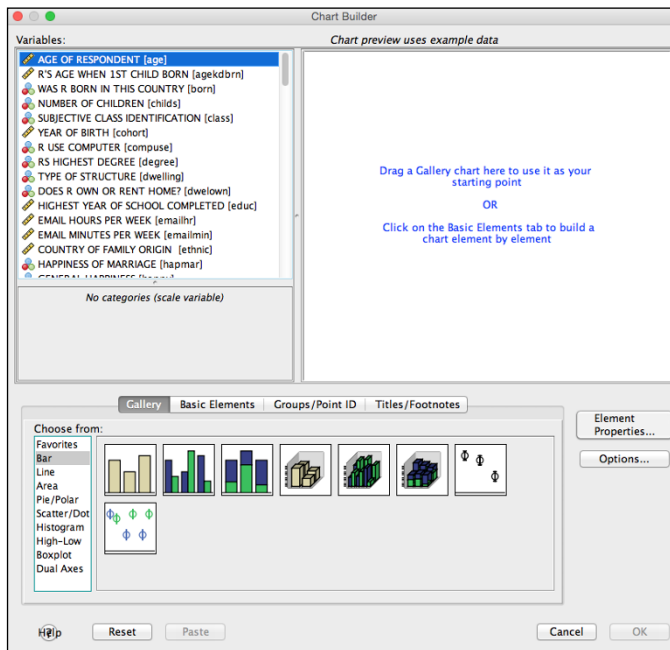 Chart Builder
Variables:
Chart preview uses example data
AGE OF RESPONDENT [age]
R'S AGE WHEN 1ST CHILD BORN [agekdbrn]
WAS R BORN IN THIS COUNTRY [born]
NUMBER OF CHILDREN [childs]
SUBJECTIVE CLASS IDENTIFICATION [class]
YEAR OF BIRTH [cohort]
R USE COMPUTER [compuse]
RS HIGHEST DEGREE [degree]
TYPE OF STRUCTURE [dwelling]
DOES R OWN OR RENT HOME? [dwelown]
HIGHEST YEAR OF SCHOOL COMPLETED [educ]
EMAIL HOURS PER WEEK [emailhr]
EMAIL MINUTES PER WEEK [emailmin]
COUNTRY OF FAMILY ORIGIN [ethnic]
HAPPINESS OF MARRIAGE [hapmar]
GENERAL HAPPINESS [happy]
Drag a Gallery chart here to use it as your
starting point
OR
Click on the Basic Elements tab to build a
chart element by element
No categories (scale variable)
Gallery
Basic Elements
Groups/Point ID
Titles/Footnotes
Choose from:
Favorites
Bar
Line
Area
Pie/Polar
Scatter/Dot
Histogram
High-Low
Boxplot
Dual Axes
Element
Properties...
Options...
Help
Reset
Paste
Cancel
OK